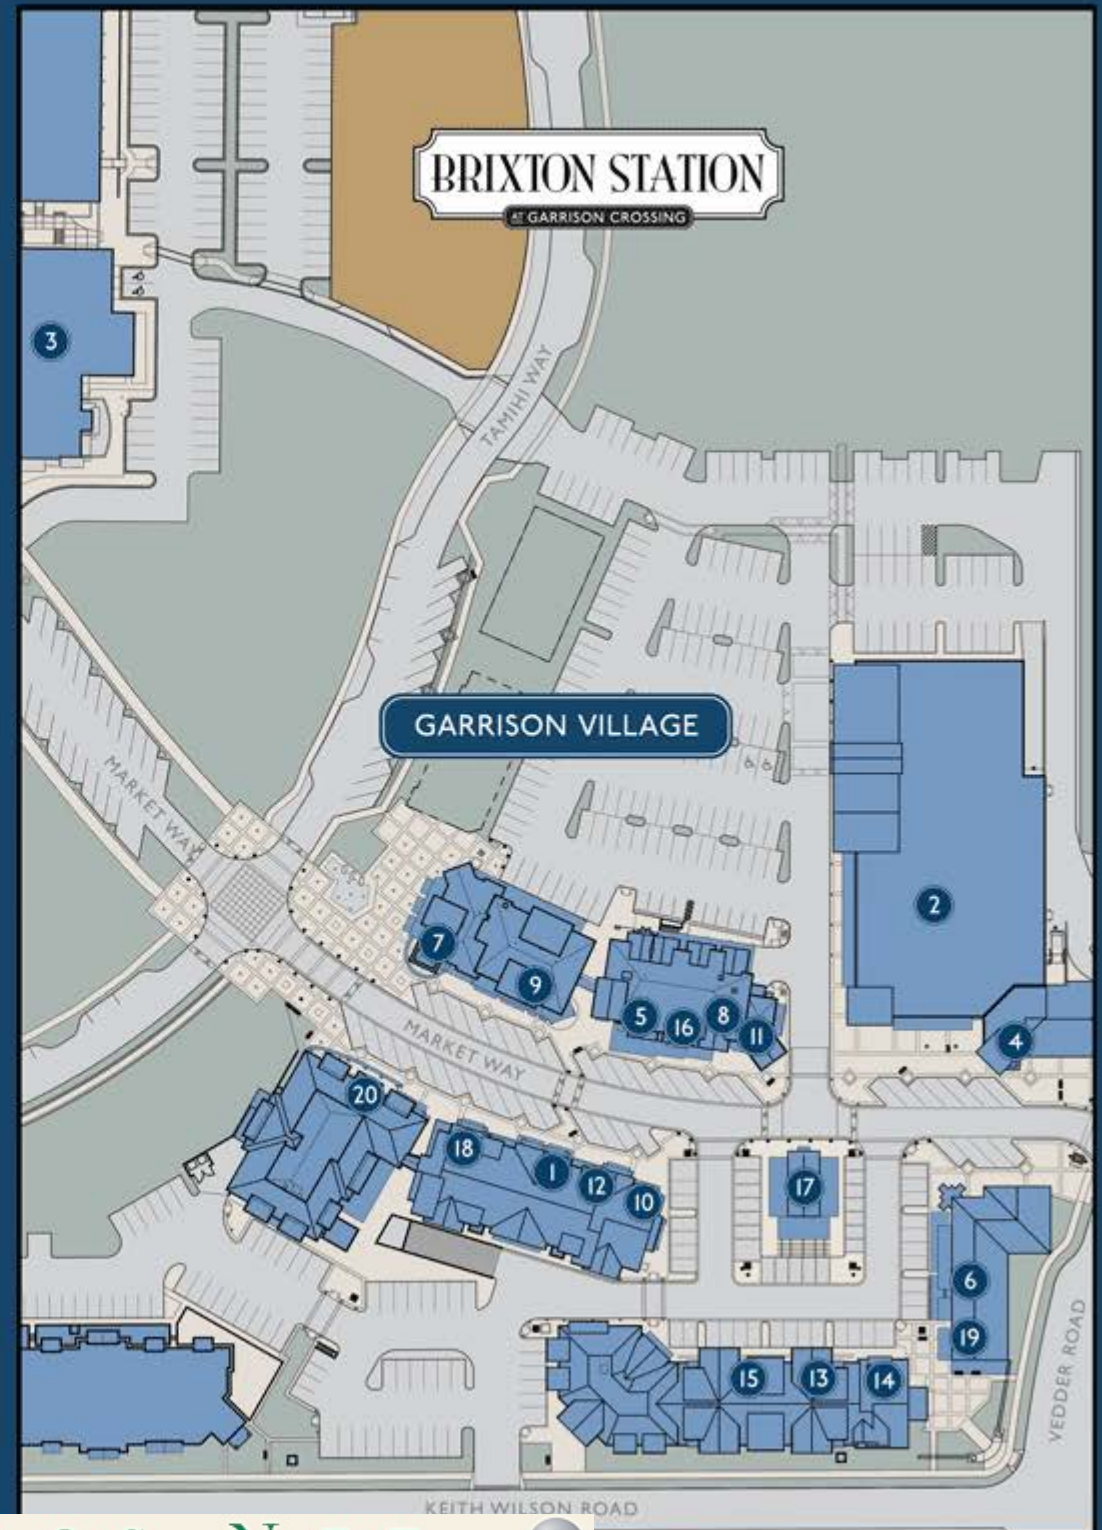 BRIXTON STATION
AT GARRISON CROSSING
3
TAMIHI WAY
GARRISON VILLAGE
MARKET WAY
2
7
9
5
16
8
11
4
MARKET WAY
20
18
1
12
10
17
6
19
15
13
14
VEDDER ROAD
KEITH WILSON ROAD